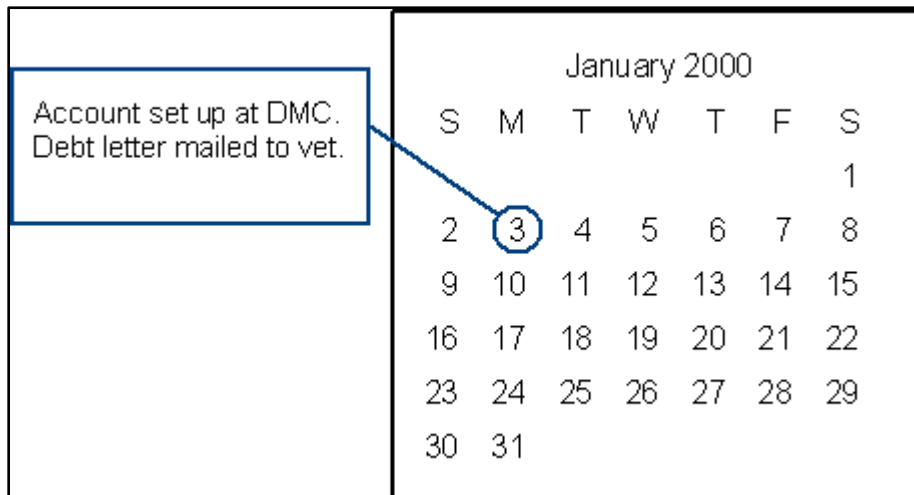 Account set up at DMC.
Debt letter mailed to vet.
January 2000
S M T W T F S
1
2 3 4 5 6 7 8
9 10 11 12 13 14 15
16 17 18 19 20 21 22
23 24 25 26 27 28 29
30 31